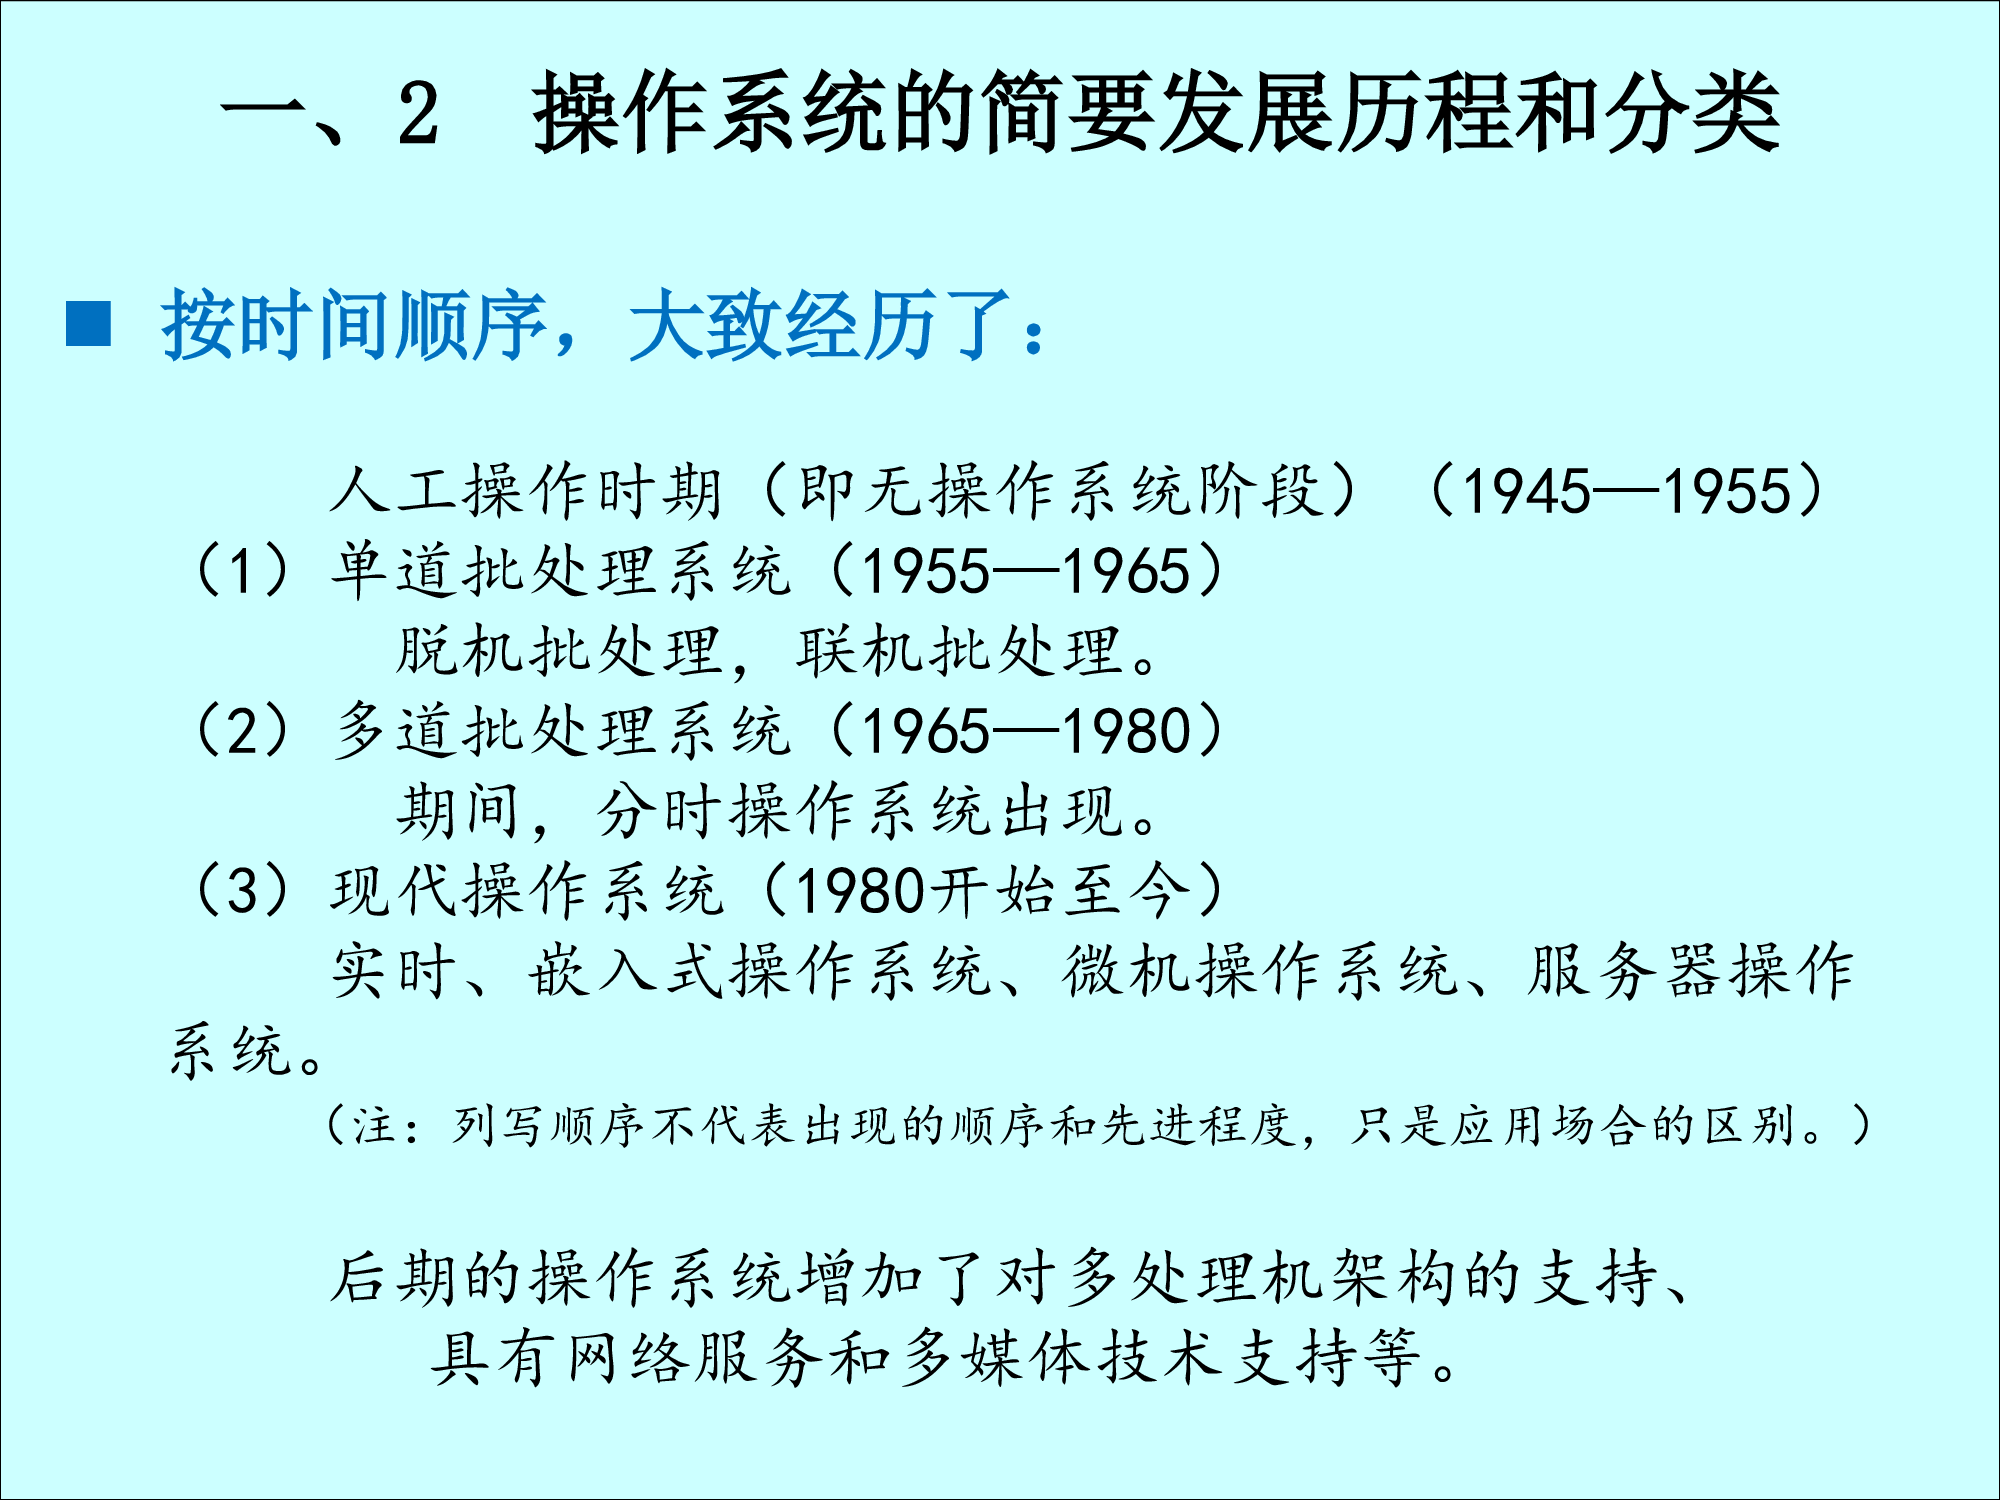 一、2 操作系统的简要发展历程和分类
■ 按时间顺序，大致经历了：
人工操作时期（即无操作系统阶段）（1945—1955）
（1）单道批处理系统（1955—1965）
脱机批处理，联机批处理。
（2）多道批处理系统（1965—1980）
期间，分时操作系统出现。
（3）现代操作系统（1980开始至今）
实时、嵌入式操作系统、微机操作系统、服务器操作
系统。
（注：列写顺序不代表出现的顺序和先进程度，只是应用场合的区别。）
后期的操作系统增加了对多处理机架构的支持、
具有网络服务和多媒体技术支持等。